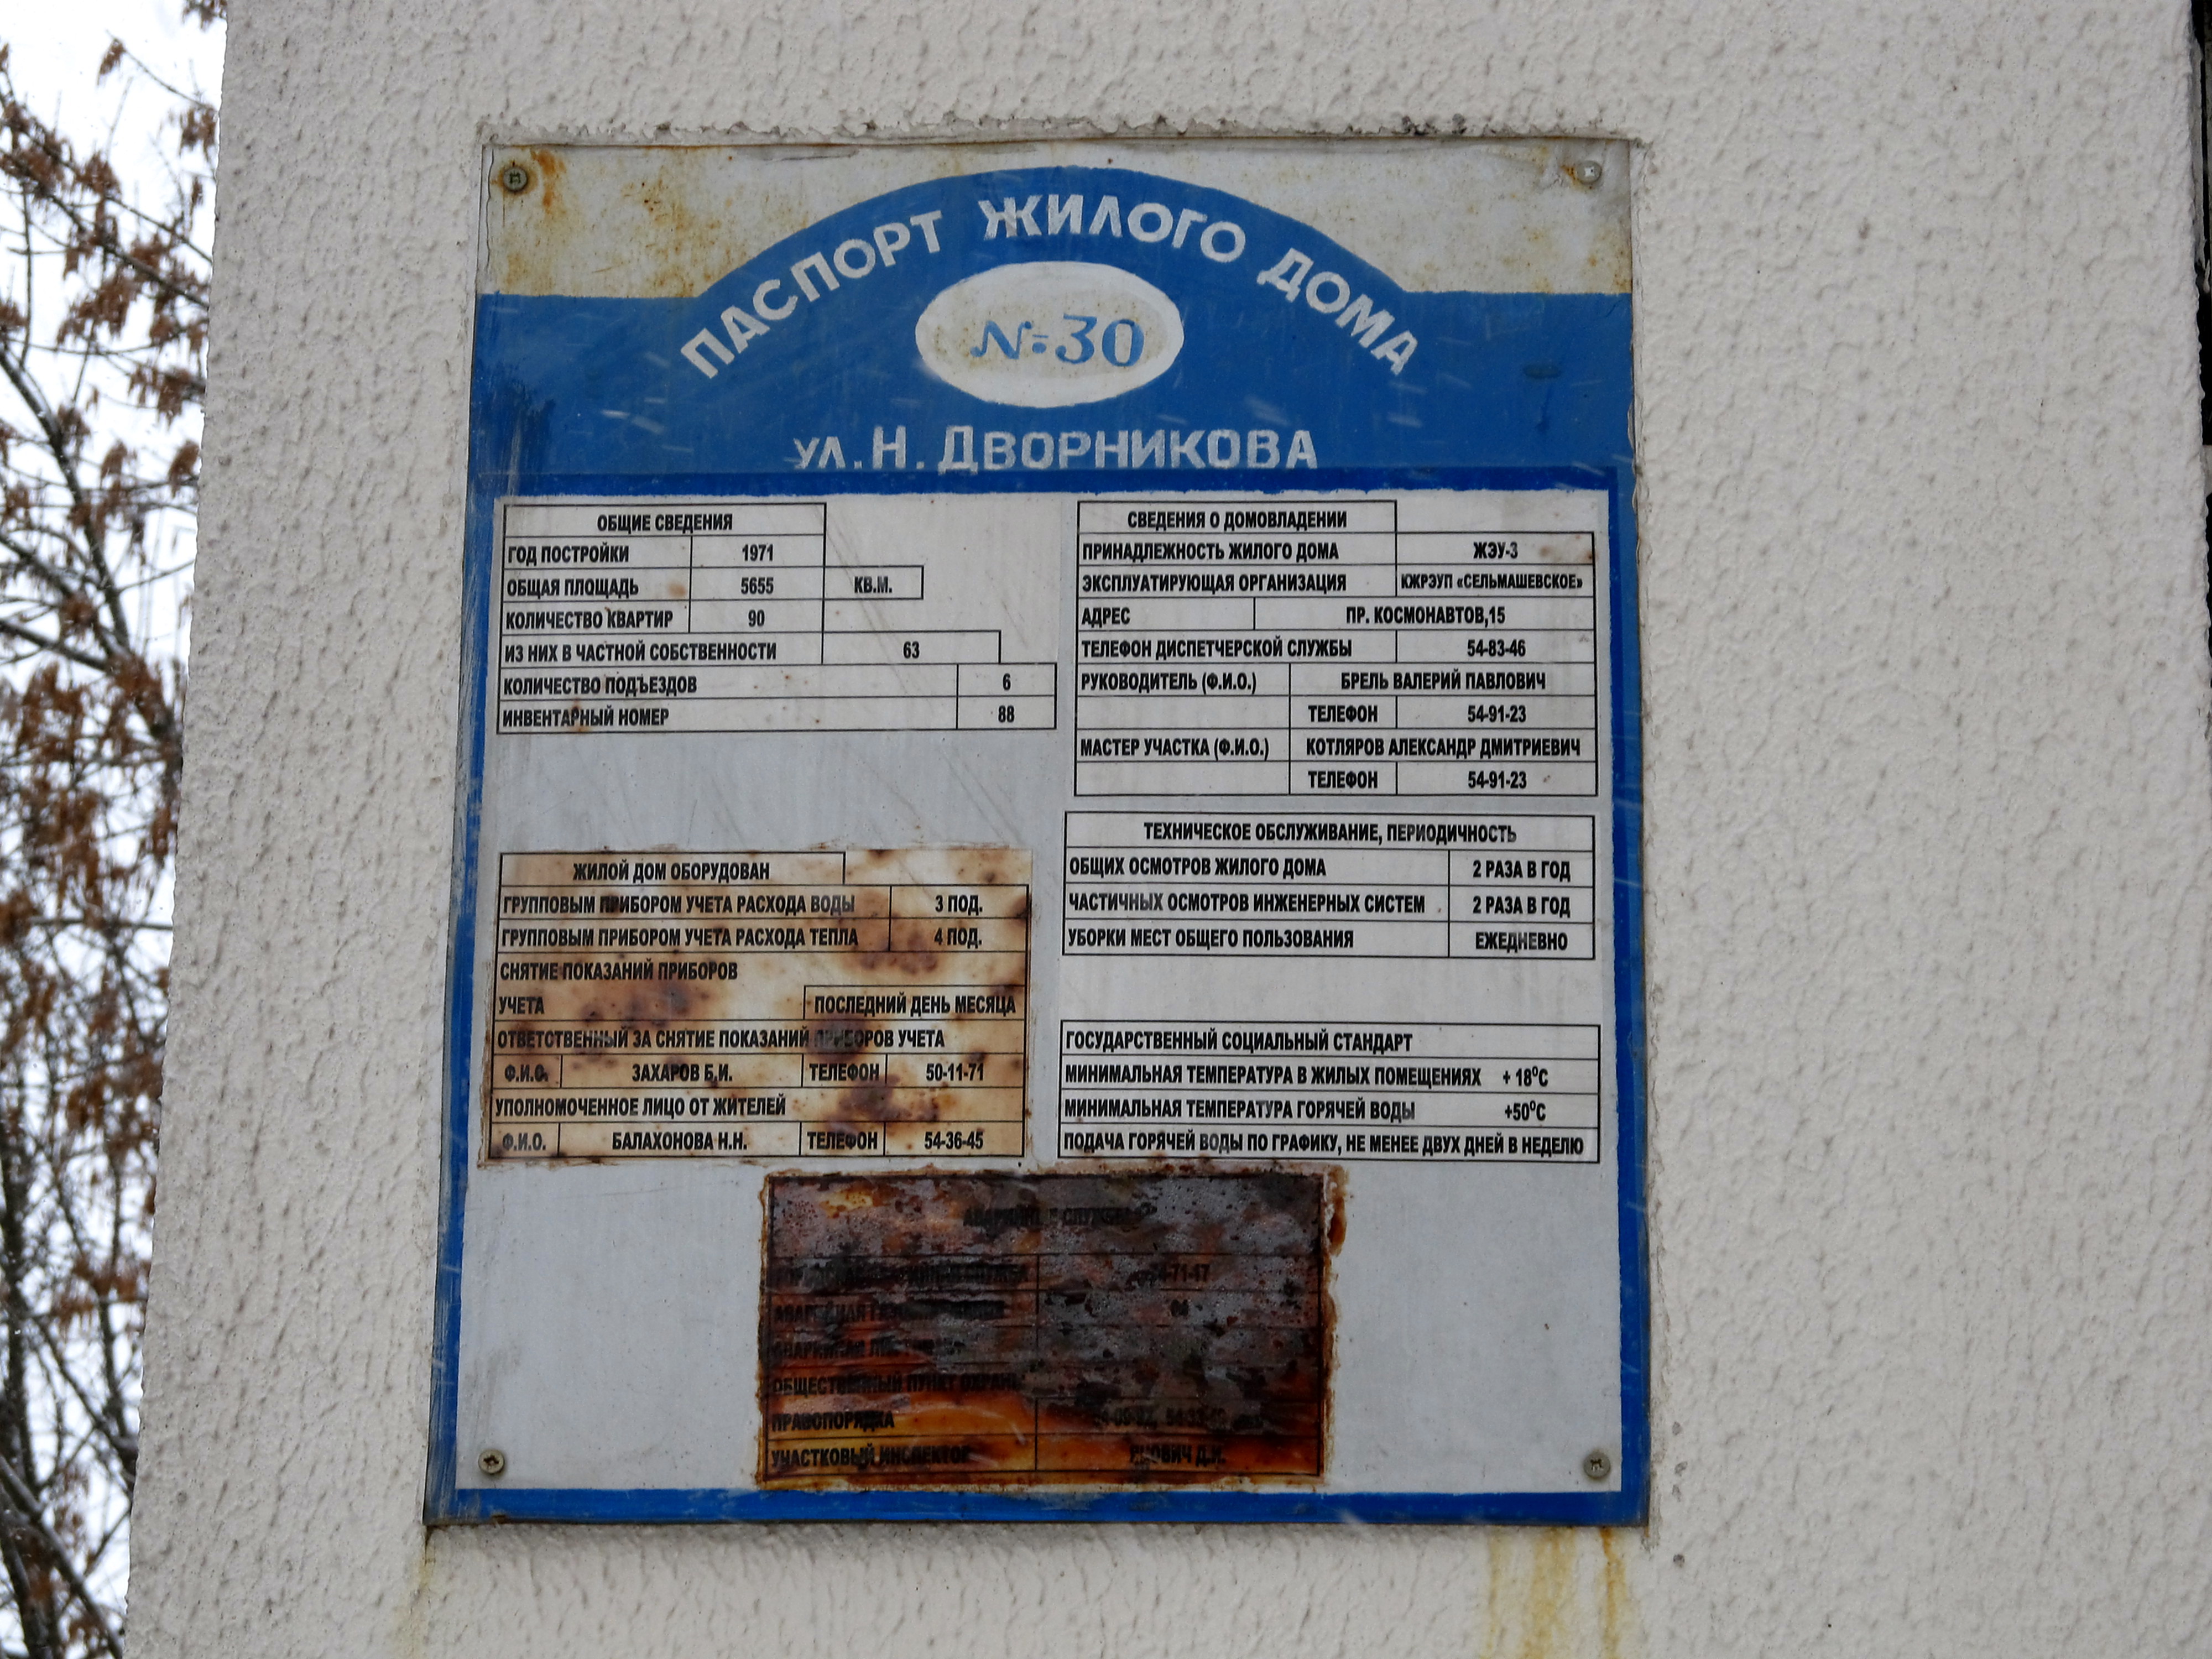 ПАСПОРТ ЖИЛОГО ДОМА
№30
ул. Н. ДВОРНИКОВА
ОБЩИЕ СВЕДЕНИЯ
ГОД ПОСТРОЙКИ 1971
ОБЩАЯ ПЛОЩАДЬ 5655 КВ.М.
КОЛИЧЕСТВО КВАРТИР 90
ИЗ НИХ В ЧАСТНОЙ СОБСТВЕННОСТИ 63
КОЛИЧЕСТВО ПОДЪЕЗДОВ 6
ИНВЕНТАРНЫЙ НОМЕР 88
СВЕДЕНИЯ О ДОМОВЛАДЕНИИ
ПРИНАДЛЕЖНОСТЬ ЖИЛОГО ДОМА ЖЭУ-3
ЭКСПЛУАТИРУЮЩАЯ ОРГАНИЗАЦИЯ КЖРЭУП «СЕЛЬМАШЕВСКОЕ»
АДРЕС ПР. КОСМОНАВТОВ,15
ТЕЛЕФОН ДИСПЕТЧЕРСКОЙ СЛУЖБЫ 54-83-46
РУКОВОДИТЕЛЬ (Ф.И.О.) БРЕЛЬ ВАЛЕРИЙ ПАВЛОВИЧ
ТЕЛЕФОН 54-91-23
МАСТЕР УЧАСТКА (Ф.И.О.) КОТЛЯРОВ АЛЕКСАНДР ДМИТРИЕВИЧ
ТЕЛЕФОН 54-91-23
ЖИЛОЙ ДОМ ОБОРУДОВАН
ГРУППОВЫМ ПРИБОРОМ УЧЕТА РАСХОДА ВОДЫ 3 ПОД.
ГРУППОВЫМ ПРИБОРОМ УЧЕТА РАСХОДА ТЕПЛА 4 ПОД.
СНЯТИЕ ПОКАЗАНИЙ ПРИБОРОВ
УЧЕТА ПОСЛЕДНИЙ ДЕНЬ МЕСЯЦА
ОТВЕТСТВЕННЫЙ ЗА СНЯТИЕ ПОКАЗАНИЙ ПРИБОРОВ УЧЕТА
Ф.И.О. ЗАХАРОВ Б.И. ТЕЛЕФОН 50-11-71
УПОЛНОМОЧЕННОЕ ЛИЦО ОТ ЖИТЕЛЕЙ
Ф.И.О. БАЛАХОНОВА Н.Н. ТЕЛЕФОН 54-36-45
ТЕХНИЧЕСКОЕ ОБСЛУЖИВАНИЕ, ПЕРИОДИЧНОСТЬ
ОБЩИХ ОСМОТРОВ ЖИЛОГО ДОМА 2 РАЗА В ГОД
ЧАСТИЧНЫХ ОСМОТРОВ ИНЖЕНЕРНЫХ СИСТЕМ 2 РАЗА В ГОД
УБОРКИ МЕСТ ОБЩЕГО ПОЛЬЗОВАНИЯ ЕЖЕДНЕВНО
ГОСУДАРСТВЕННЫЙ СОЦИАЛЬНЫЙ СТАНДАРТ
МИНИМАЛЬНАЯ ТЕМПЕРАТУРА В ЖИЛЫХ ПОМЕЩЕНИЯХ + 18⁰С
МИНИМАЛЬНАЯ ТЕМПЕРАТУРА ГОРЯЧЕЙ ВОДЫ +50⁰С
ПОДАЧА ГОРЯЧЕЙ ВОДЫ ПО ГРАФИКУ, НЕ МЕНЕЕ ДВУХ ДНЕЙ В НЕДЕЛЮ
АВАРИЙНАЯ
ОБЩЕСТВЕННЫЙ ПУНКТ
ПРАВОПОРЯДКА
УЧАСТКОВЫЙ ИНСПЕКТОР